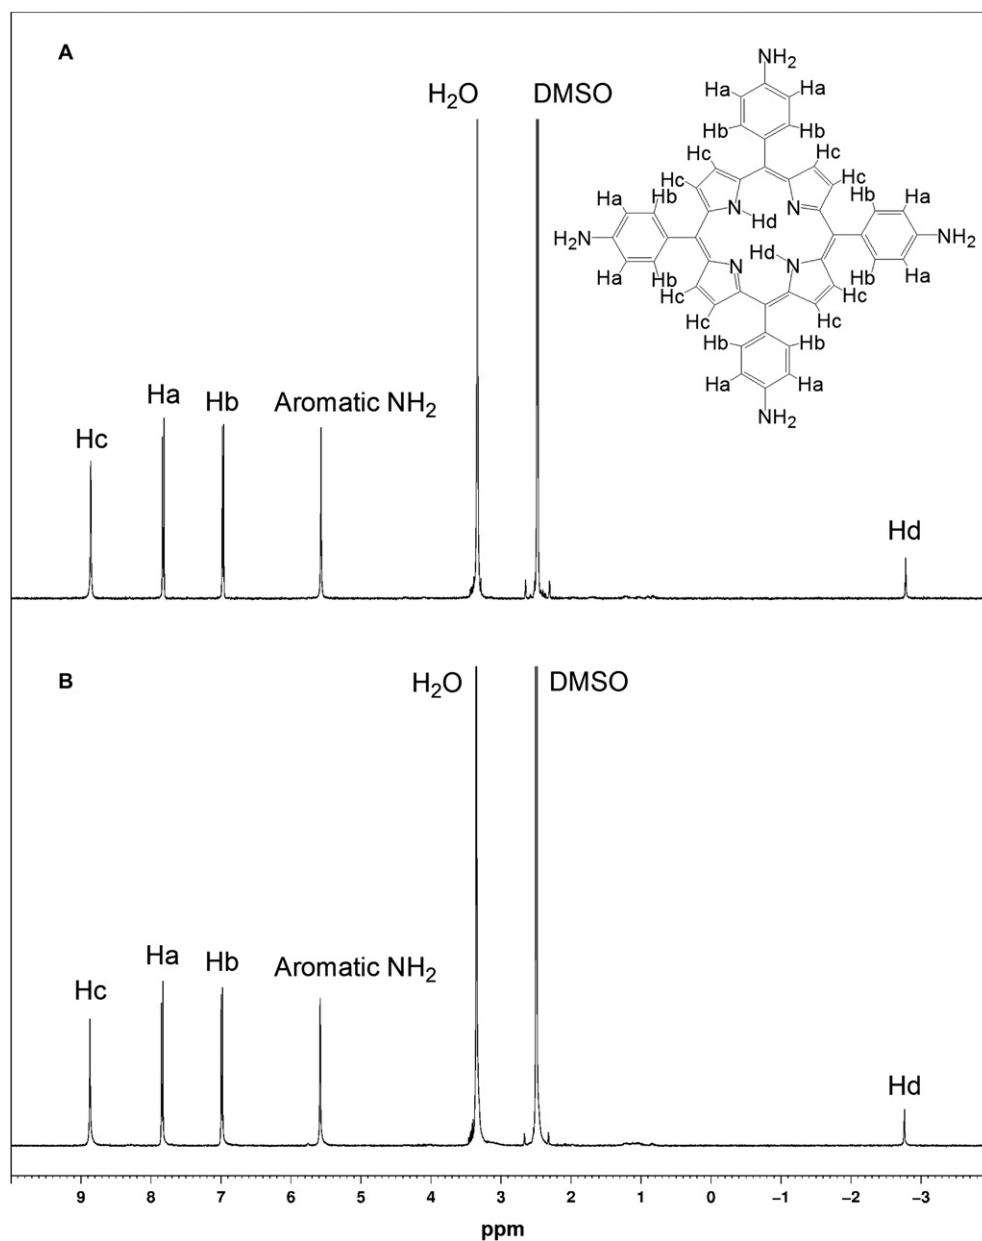 A
H₂O DMSO
NH₂
Ha Ha
Hb Hb
Hc Hc
Hc Hc
Ha Hb Hb Ha
N N
Hd
H₂N NH₂
Hd
N N
Ha Hb Hb Ha
Hc Hc
Hc Hc
Hb Hb
Ha Ha
NH₂
Hc Ha Hb Aromatic NH₂
Hd
B
H₂O DMSO
Hc Ha Hb Aromatic NH₂
Hd
9 8 7 6 5 4 3 2 1 0 −1 −2 −3
ppm